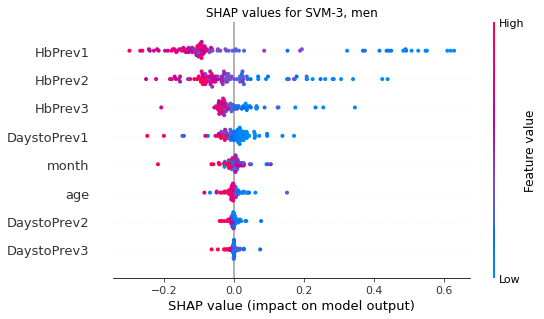 SHAP values for SVM-3, men
High
HbPrev1
HbPrev2
HbPrev3
DaystoPrev1
month
age
DaystoPrev2
DaystoPrev3
Feature value
Low
−0.2 0.0 0.2 0.4 0.6
SHAP value (impact on model output)